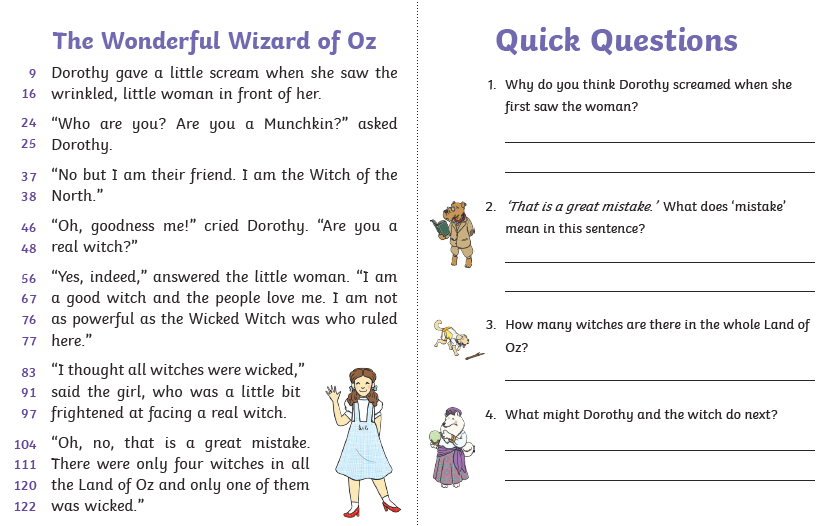 The Wonderful Wizard of Oz
9 Dorothy gave a little scream when she saw the
16 wrinkled, little woman in front of her.
24 “Who are you? Are you a Munchkin?” asked
25 Dorothy.
37 “No but I am their friend. I am the Witch of the
38 North.”
46 “Oh, goodness me!” cried Dorothy. “Are you a
48 real witch?”
56 “Yes, indeed,” answered the little woman. “I am
67 a good witch and the people love me. I am not
76 as powerful as the Wicked Witch was who ruled
77 here.”
83 “I thought all witches were wicked,”
91 said the girl, who was a little bit
97 frightened at facing a real witch.
104 “Oh, no, that is a great mistake.
111 There were only four witches in all
120 the Land of Oz and only one of them
122 was wicked.”
Quick Questions
1. Why do you think Dorothy screamed when she
first saw the woman?
2. ‘That is a great mistake.’ What does ‘mistake’
mean in this sentence?
3. How many witches are there in the whole Land of
Oz?
4. What might Dorothy and the witch do next?